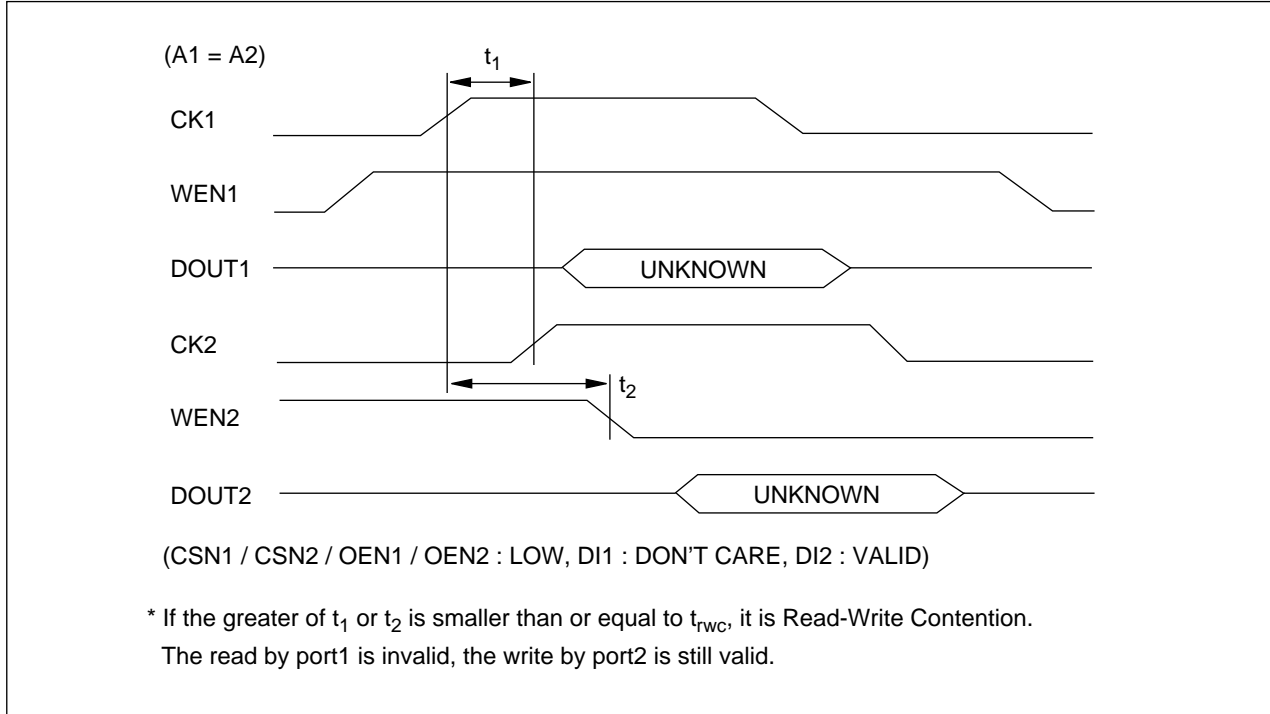 (A1 = A2)
t1
CK1
WEN1
DOUT1
UNKNOWN
CK2
t2
WEN2
DOUT2
UNKNOWN
(CSN1 / CSN2 / OEN1 / OEN2 : LOW, DI1 : DON'T CARE, DI2 : VALID)
* If the greater of t1 or t2 is smaller than or equal to trwc, it is Read-Write Contention.
The read by port1 is invalid, the write by port2 is still valid.